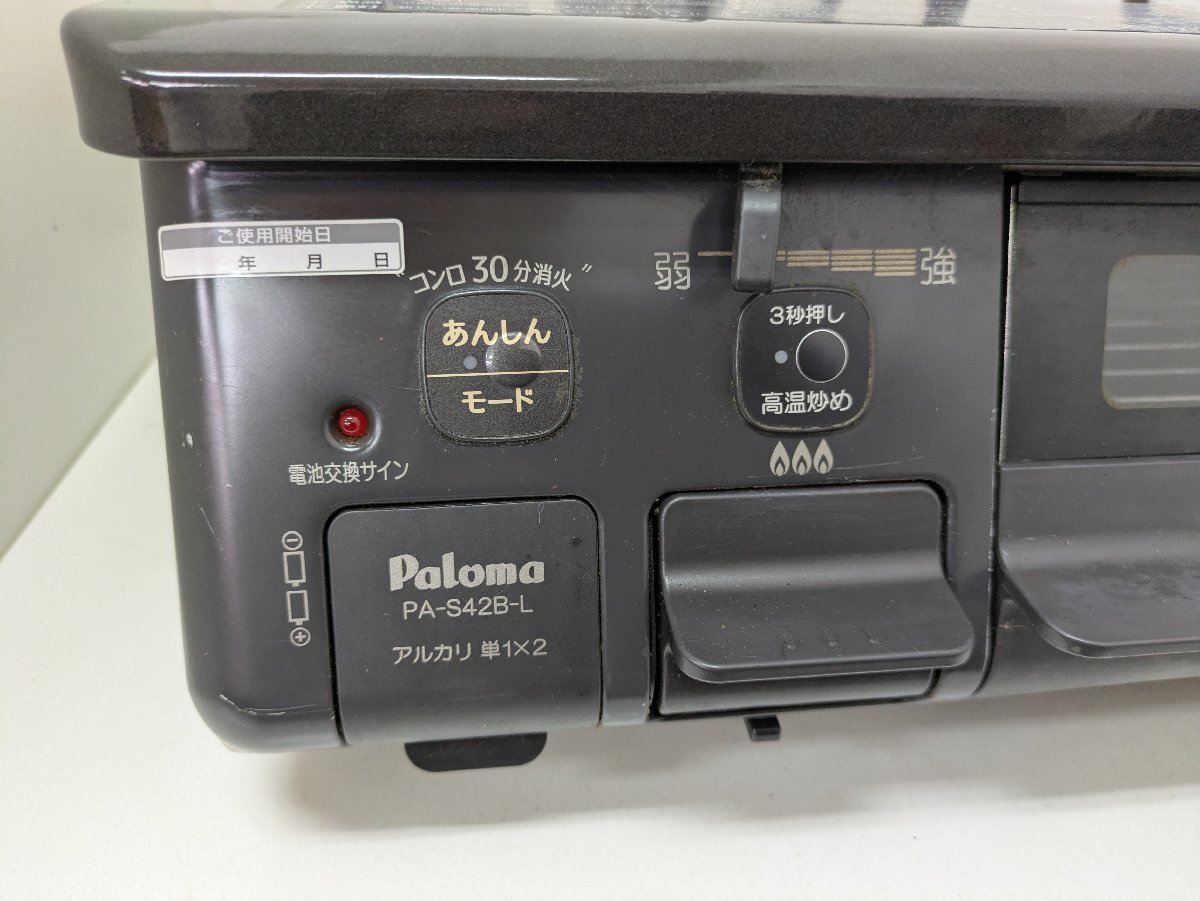 ご使用開始日
年 月 日
"コンロ30分消火"
あんしん
モード
電池交換サイン
弱 強
3秒押し
高温炒め
⊖
⊕
Paloma
PA-S42B-L
アルカリ 単1×2